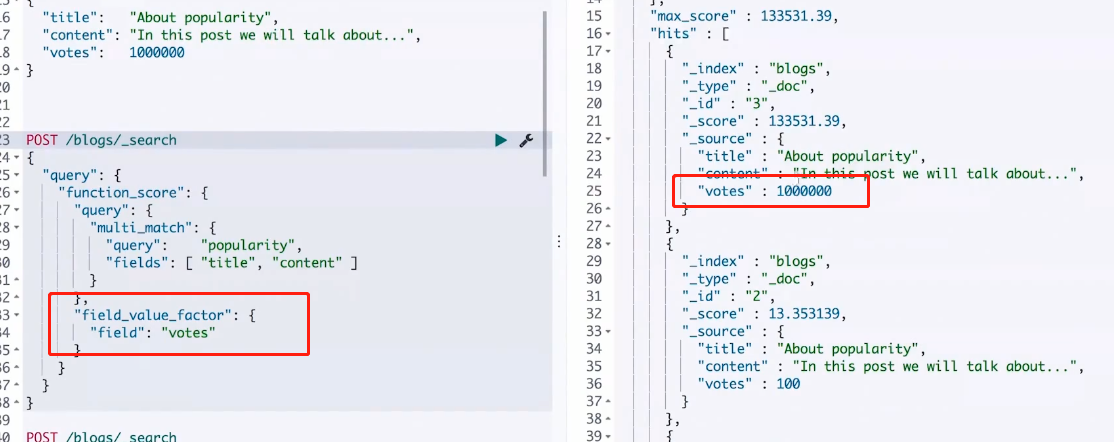 15 {
16 "title": "About popularity",
17 "content": "In this post we will talk about...",
18 "votes": 1000000
19 }
20
21
22
23 POST /blogs/_search
24 {
25 "query": {
26 "function_score": {
27 "query": {
28 "multi_match": {
29 "query": "popularity",
30 "fields": [ "title", "content" ]
31 }
32 },
33 "field_value_factor": {
34 "field": "votes"
35 }
36 }
37 }
38 }
39
40 POST /blogs/_search
14 },
15 "max_score" : 133531.39,
16 "hits" : [
17 {
18 "_index" : "blogs",
19 "_type" : "_doc",
20 "_id" : "3",
21 "_score" : 133531.39,
22 "_source" : {
23 "title" : "About popularity",
24 "content" : "In this post we will talk about...",
25 "votes" : 1000000
26 }
27 },
28 {
29 "_index" : "blogs",
30 "_type" : "_doc",
31 "_id" : "2",
32 "_score" : 13.353139,
33 "_source" : {
34 "title" : "About popularity",
35 "content" : "In this post we will talk about...",
36 "votes" : 100
37 }
38 },
39 {